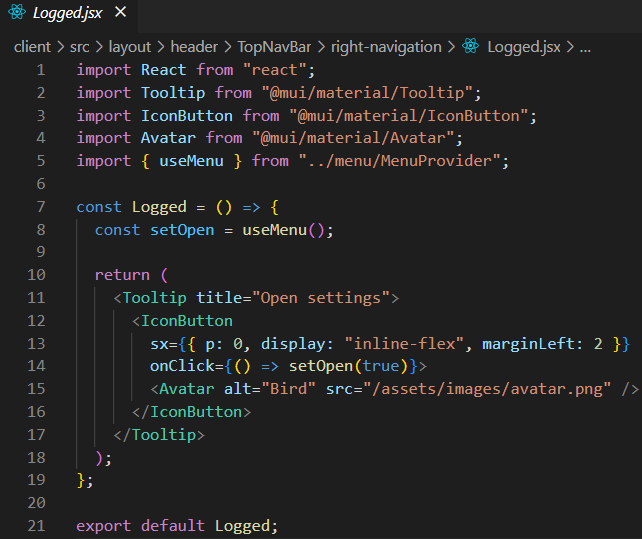 Logged.jsx ×
client > src > layout > header > TopNavBar > right-navigation > Logged.jsx > ...
1 import React from "react";
2 import Tooltip from "@mui/material/Tooltip";
3 import IconButton from "@mui/material/IconButton";
4 import Avatar from "@mui/material/Avatar";
5 import { useMenu } from "../menu/MenuProvider";
6
7 const Logged = () => {
8   const setOpen = useMenu();
9
10   return (
11     <Tooltip title="Open settings">
12       <IconButton
13         sx={{ p: 0, display: "inline-flex", marginLeft: 2 }}
14         onClick={() => setOpen(true)}>
15         <Avatar alt="Bird" src="/assets/images/avatar.png" />
16       </IconButton>
17     </Tooltip>
18   );
19 };
20
21 export default Logged;